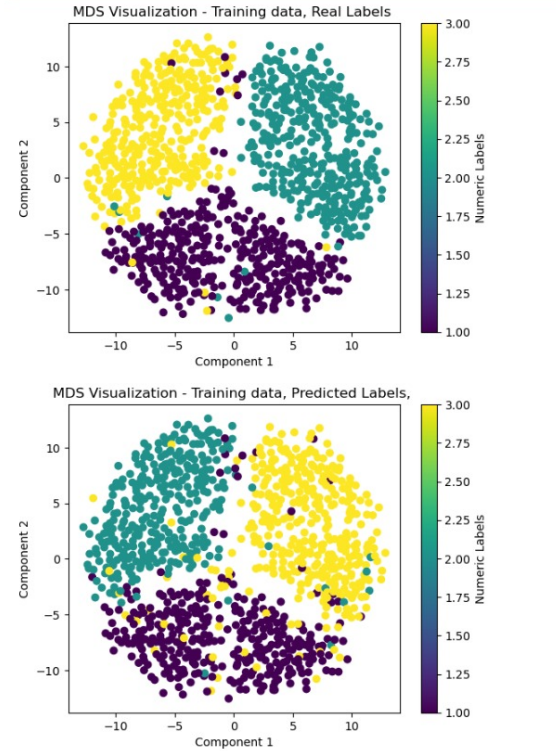 MDS Visualization - Training data, Real Labels
10
5
0
−5
−10
Component 2
−10 −5 0 5 10
Component 1
3.00
2.75
2.50
2.25
2.00
1.75
1.50
1.25
1.00
Numeric Labels
MDS Visualization - Training data, Predicted Labels,
10
5
0
−5
−10
Component 2
−10 −5 0 5 10
Component 1
3.00
2.75
2.50
2.25
2.00
1.75
1.50
1.25
1.00
Numeric Labels